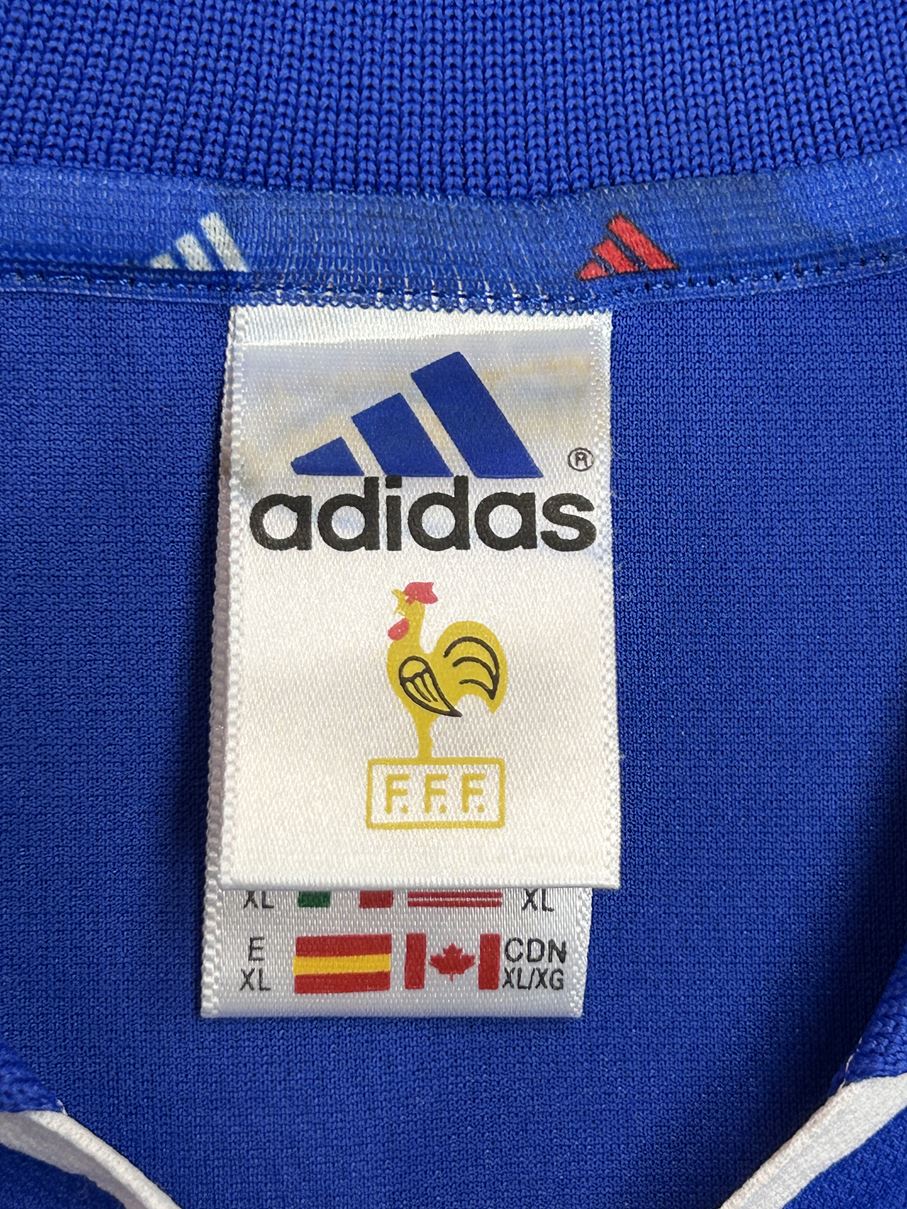 ®
adidas
F.F.F.
XL XL
E CDN
XL XL/XG